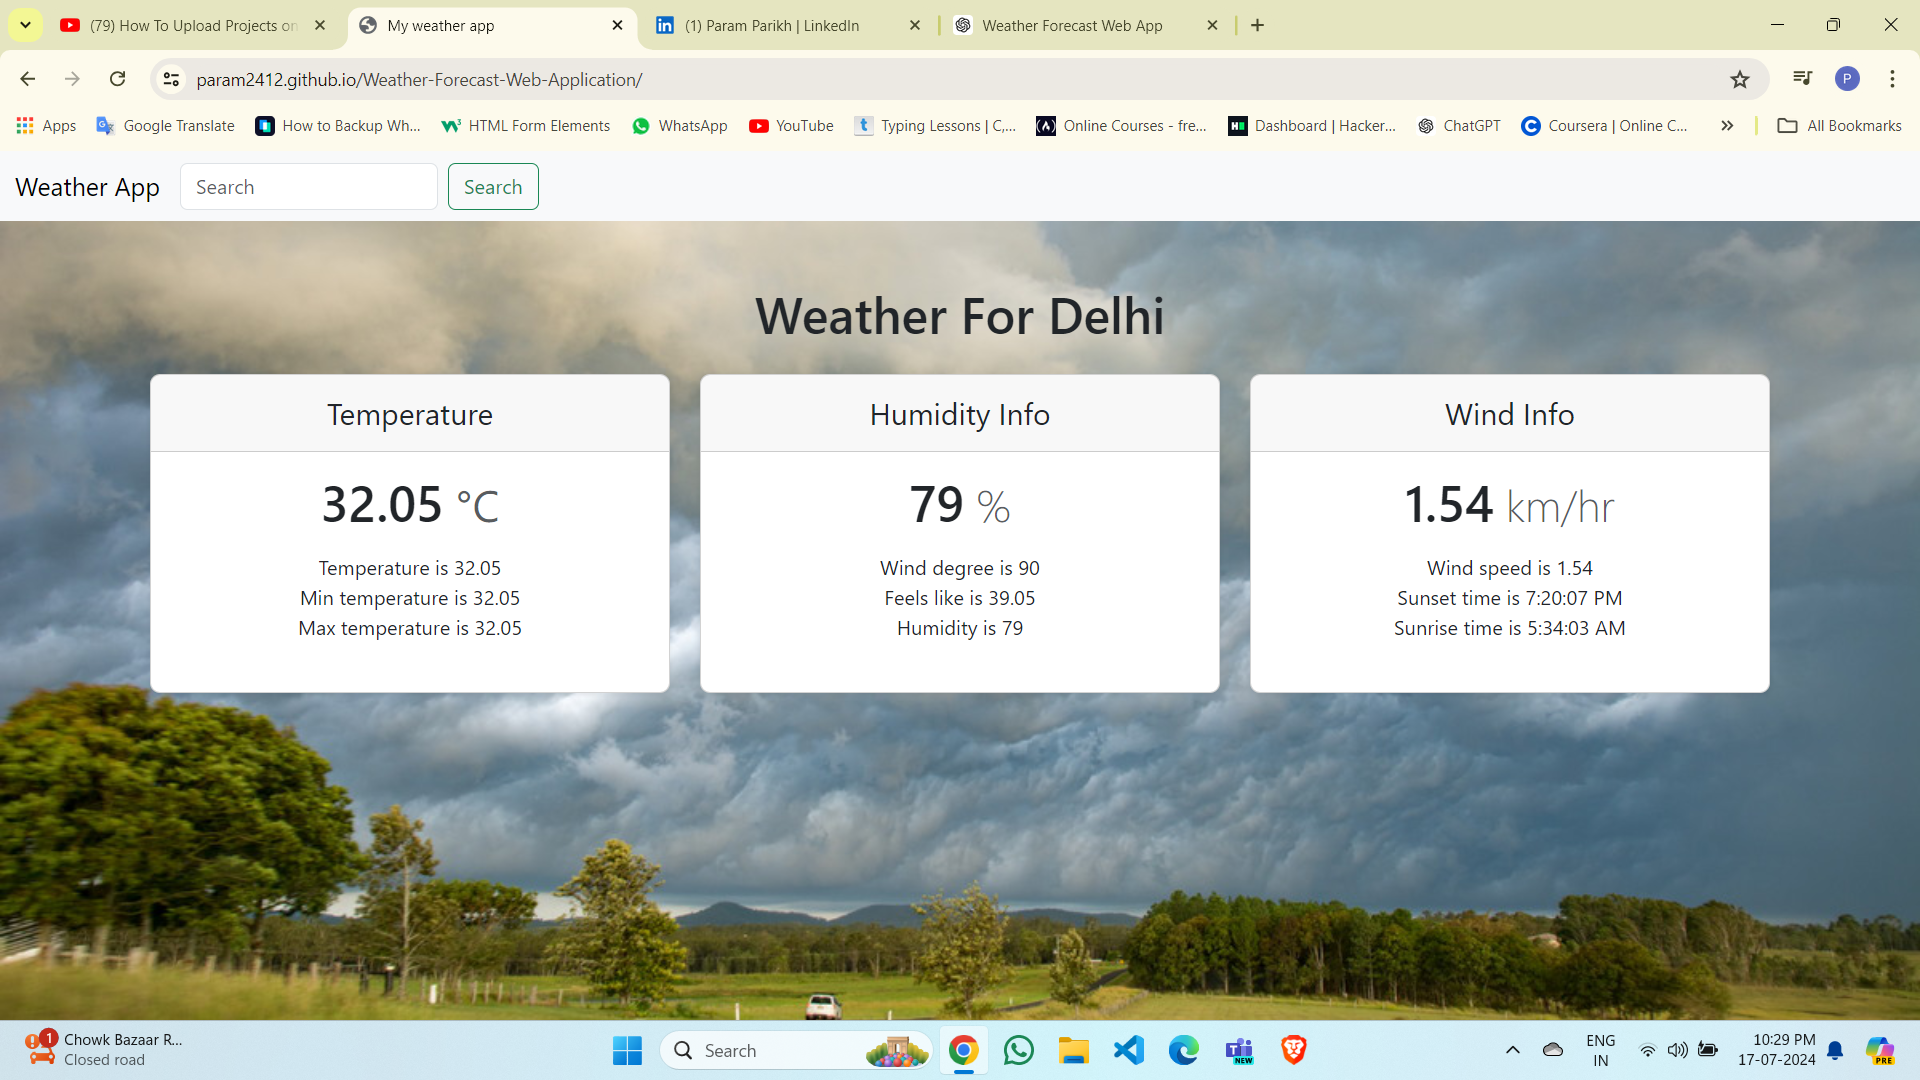 (79) How To Upload Projects on
My weather app
(1) Param Parikh | LinkedIn
Weather Forecast Web App
param2412.github.io/Weather-Forecast-Web-Application/
P
Apps
Google Translate
How to Backup Wh...
HTML Form Elements
WhatsApp
YouTube
Typing Lessons | C,...
Online Courses - fre...
Dashboard | Hacker...
ChatGPT
Coursera | Online C...
All Bookmarks
Weather App
Search
Search
Weather For Delhi
Temperature
32.05 °C
Temperature is 32.05
Min temperature is 32.05
Max temperature is 32.05
Humidity Info
79 %
Wind degree is 90
Feels like is 39.05
Humidity is 79
Wind Info
1.54 km/hr
Wind speed is 1.54
Sunset time is 7:20:07 PM
Sunrise time is 5:34:03 AM
1
Chowk Bazaar R...
Closed road
Search
NEW
ENG
IN
10:29 PM
17-07-2024
PRE